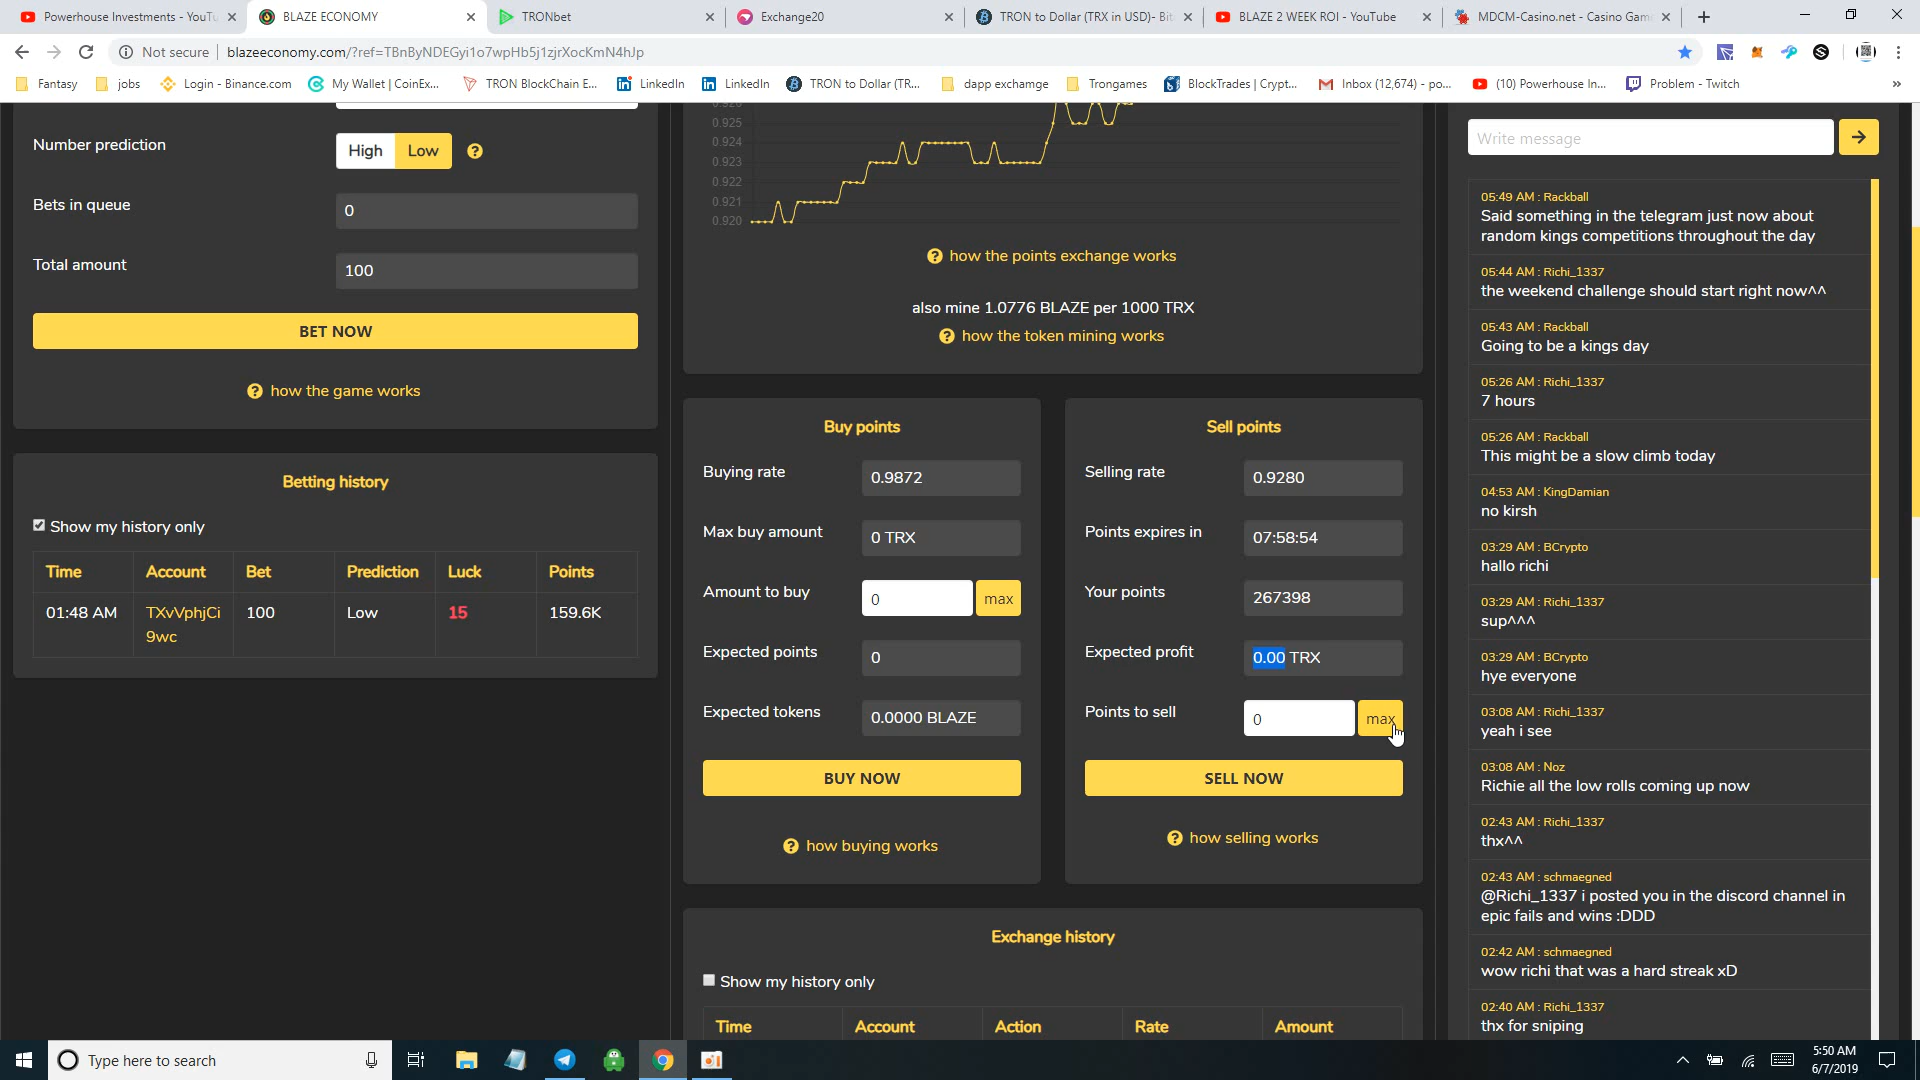 Powerhouse Investments - YouTu
BLAZE ECONOMY
TRONbet
Exchange20
TRON to Dollar (TRX in USD)- Bit
BLAZE 2 WEEK ROI - YouTube
MDCM-Casino.net - Casino Game
Not secure | blazeeconomy.com/?ref=TBnByNDEGyi1o7wpHb5j1zjrXocKmN4hJp
Fantasy
jobs
Login - Binance.com
My Wallet | CoinEx...
TRON BlockChain E...
LinkedIn
LinkedIn
TRON to Dollar (TR...
dapp exchamge
Trongames
BlockTrades | Crypt...
Inbox (12,674) - po...
(10) Powerhouse In...
Problem - Twitch
»
Number prediction
High
Low
Bets in queue
0
Total amount
100
BET NOW
how the game works
Betting history
Show my history only
Time Account Bet Prediction Luck Points
01:48 AM TXvVphjCi 100 Low 15 159.6K
9wc
0.925
0.924
0.923
0.922
0.921
0.920
how the points exchange works
also mine 1.0776 BLAZE per 1000 TRX
how the token mining works
Buy points
Buying rate
0.9872
Max buy amount
0 TRX
Amount to buy
0
max
Expected points
0
Expected tokens
0.0000 BLAZE
BUY NOW
how buying works
Sell points
Selling rate
0.9280
Points expires in
07:58:54
Your points
267398
Expected profit
0.00 TRX
Points to sell
0
max
SELL NOW
how selling works
Exchange history
Show my history only
Time Account Action Rate Amount
Write message
05:49 AM : Rackball
Said something in the telegram just now about
random kings competitions throughout the day
05:44 AM : Richi_1337
the weekend challenge should start right now^^
05:43 AM : Rackball
Going to be a kings day
05:26 AM : Richi_1337
7 hours
05:26 AM : Rackball
This might be a slow climb today
04:53 AM : KingDamian
no kirsh
03:29 AM : BCrypto
hallo richi
03:29 AM : Richi_1337
sup^^^
03:29 AM : BCrypto
hye everyone
03:08 AM : Richi_1337
yeah i see
03:08 AM : Noz
Richie all the low rolls coming up now
02:43 AM : Richi_1337
thx^^
02:43 AM : schmaegned
@Richi_1337 i posted you in the discord channel in
epic fails and wins :DDD
02:42 AM : schmaegned
wow richi that was a hard streak xD
02:40 AM : Richi_1337
thx for sniping
Type here to search
5:50 AM
6/7/2019